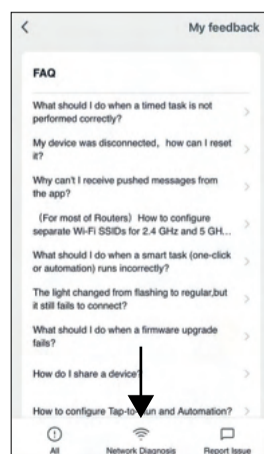 My feedback
FAQ
What should I do when a timed task is not
performed correctly?
My device was disconnected, how can I reset
it?
Why can't I receive pushed messages from
the app?
(For most of Routers) How to configure
separate Wi-Fi SSIDs for 2.4 GHz and 5 GH...
What should I do when a smart task (one-click
or automation) runs incorrectly?
The light changed from flashing to regular,but
it still fails to connect?
What should I do when a firmware upgrade
fails?
How do I share a device?
How to configure Tap-to-Run and Automation?
All Network Diagnosis Report Issue